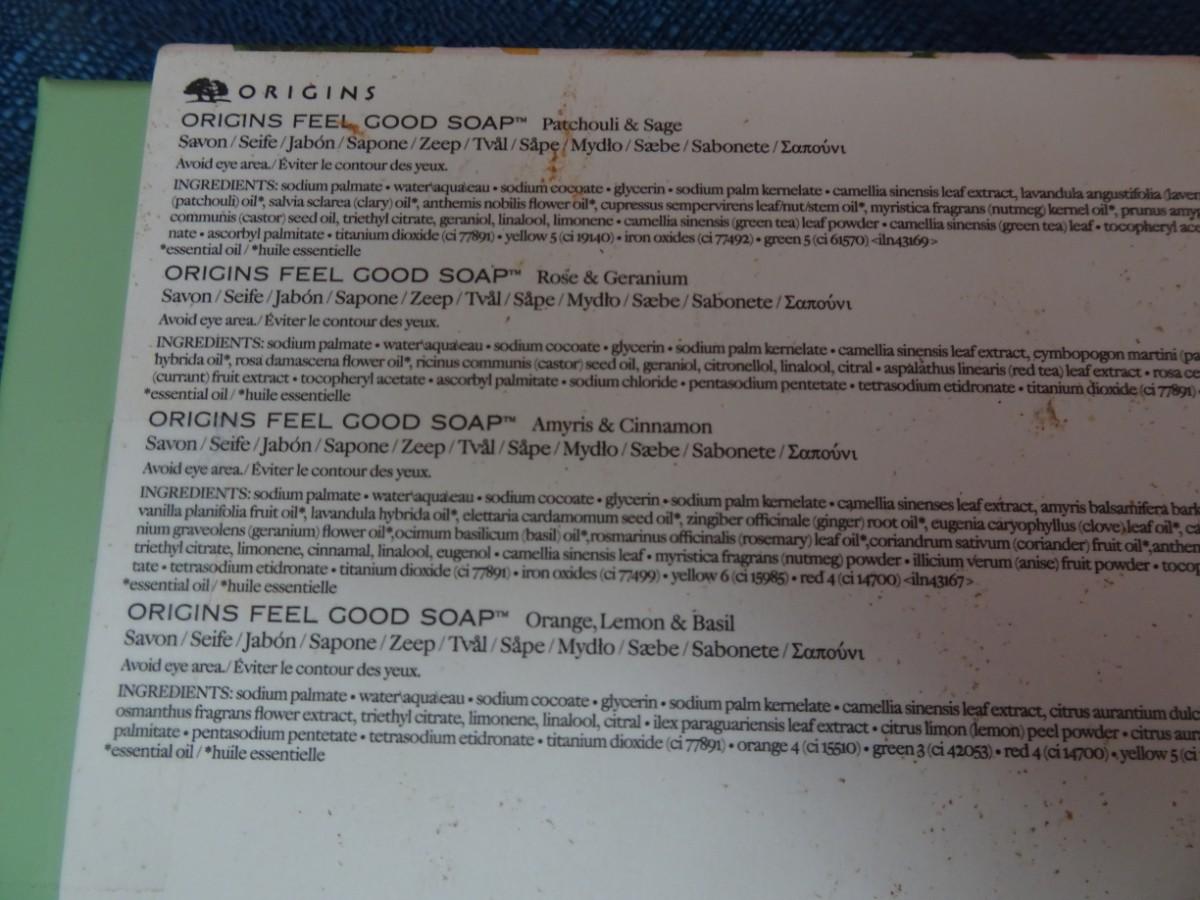 ORIGINS
ORIGINS FEEL GOOD SOAP™ Patchouli & Sage
Savon / Seife / Jabón / Sapone / Zeep / Tvål / Såpe / Mydło / Sæbe / Sabonete / Σαπούνι
Avoid eye area./Éviter le contour des yeux.
INGREDIENTS: sodium palmate • water\aqua\eau • sodium cocoate • glycerin • sodium palm kernelate • camellia sinensis leaf extract, lavandula angustifolia (laver
(patchouli) oil*, salvia sclarea (clary) oil*, anthemis nobilis flower oil*, cupressus sempervirens leaf/nut/stem oil*, myristica fragrans (nutmeg) kernel oil*, prunus amy
communis (castor) seed oil, triethyl citrate, geraniol, linalool, limonene • camellia sinensis (green tea) leaf powder • camellia sinensis (green tea) leaf • tocopheryl ace
nate • ascorbyl palmitate • titanium dioxide (ci 77891) • yellow 5 (ci 19140) • iron oxides (ci 77492) • green 5 (ci 61570) <iln43169>
*essential oil / *huile essentielle
ORIGINS FEEL GOOD SOAP™ Rose & Geranium
Savon / Seife / Jabón / Sapone / Zeep / Tvål / Såpe / Mydło / Sæbe / Sabonete / Σαπούνι
Avoid eye area./Éviter le contour des yeux.
INGREDIENTS: sodium palmate • water\aqua\eau • sodium cocoate • glycerin • sodium palm kernelate • camellia sinensis leaf extract, cymbopogon martini (pa
hybrida oil*, rosa damascena flower oil*, ricinus communis (castor) seed oil, geraniol, citronellol, linalool, citral • aspalathus linearis (red tea) leaf extract • rosa ce
(currant) fruit extract • tocopheryl acetate • ascorbyl palmitate • sodium chloride • pentasodium pentetate • tetrasodium etidronate • titanium dioxide (ci 77891) •
*essential oil / *huile essentielle
ORIGINS FEEL GOOD SOAP™ Amyris & Cinnamon
Savon / Seife / Jabón / Sapone / Zeep / Tvål / Såpe / Mydło / Sæbe / Sabonete / Σαπούνι
Avoid eye area./Éviter le contour des yeux.
INGREDIENTS: sodium palmate • water\aqua\eau • sodium cocoate • glycerin • sodium palm kernelate • camellia sinenses leaf extract, amyris balsamifera bark
vanilla planifolia fruit oil*, lavandula hybrida oil*, elettaria cardamomum seed oil*, zingiber officinale (ginger) root oil*, eugenia caryophyllus (clove) leaf oil*, ca
nium graveolens (geranium) flower oil*,ocimum basilicum (basil) oil*,rosmarinus officinalis (rosemary) leaf oil*,coriandrum sativum (coriander) fruit oil*,anthem
triethyl citrate, limonene, cinnamal, linalool, eugenol • camellia sinensis leaf • myristica fragrans (nutmeg) powder • illicium verum (anise) fruit powder • tocop
tate • tetrasodium etidronate • titanium dioxide (ci 77891) • iron oxides (ci 77499) • yellow 6 (ci 15985) • red 4 (ci 14700) <iln43167>
*essential oil / *huile essentielle
ORIGINS FEEL GOOD SOAP™ Orange, Lemon & Basil
Savon / Seife / Jabón / Sapone / Zeep / Tvål / Såpe / Mydło / Sæbe / Sabonete / Σαπούνι
Avoid eye area./Éviter le contour des yeux.
INGREDIENTS: sodium palmate • water\aqua\eau • sodium cocoate • glycerin • sodium palm kernelate • camellia sinensis leaf extract, citrus aurantium dulc
osmanthus fragrans flower extract, triethyl citrate, limonene, linalool, citral • ilex paraguariensis leaf extract • citrus limon (lemon) peel powder • citrus aur
palmitate • pentasodium pentetate • tetrasodium etidronate • titanium dioxide (ci 77891) • orange 4 (ci 15510) • green 3 (ci 42053) • red 4 (ci 14700) • yellow 5 (ci
*essential oil / *huile essentielle